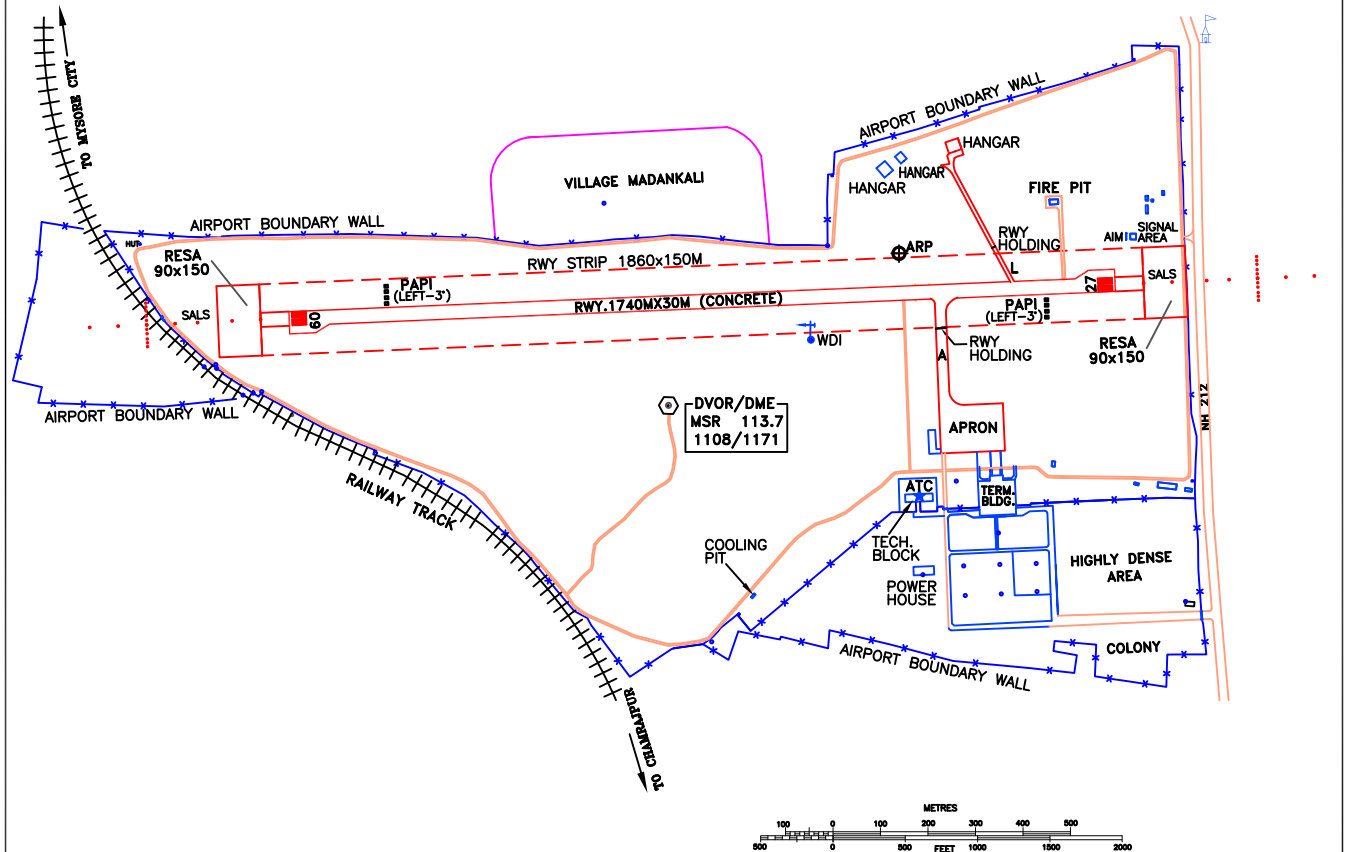 TO MYSORE CITY
AIRPORT BOUNDARY WALL
HANGAR
HANGAR
HANGAR
VILLAGE MADANKALI
FIRE PIT
AIRPORT BOUNDARY WALL
HUT
RESA
90x150
ARP
RWY
HOLDING
AIM
SIGNAL
AREA
RWY STRIP 1860x150M
L
SALS
PAPI
(LEFT-3°)
RWY.1740MX30M (CONCRETE)
27
PAPI
(LEFT-3°)
SALS
09
WDI
RWY
HOLDING
A
RESA
90x150
NH 212
AIRPORT BOUNDARY WALL
DVOR/DME
MSR 113.7
1108/1171
APRON
RAILWAY TRACK
ATC
TERM.
BLDG.
TECH.
BLOCK
COOLING
PIT
POWER
HOUSE
HIGHLY DENSE
AREA
COLONY
AIRPORT BOUNDARY WALL
TO CHAMRAJPUR
METRES
100 0 100 200 300 400 500
500 0 500 1000 1500 2000
FEET